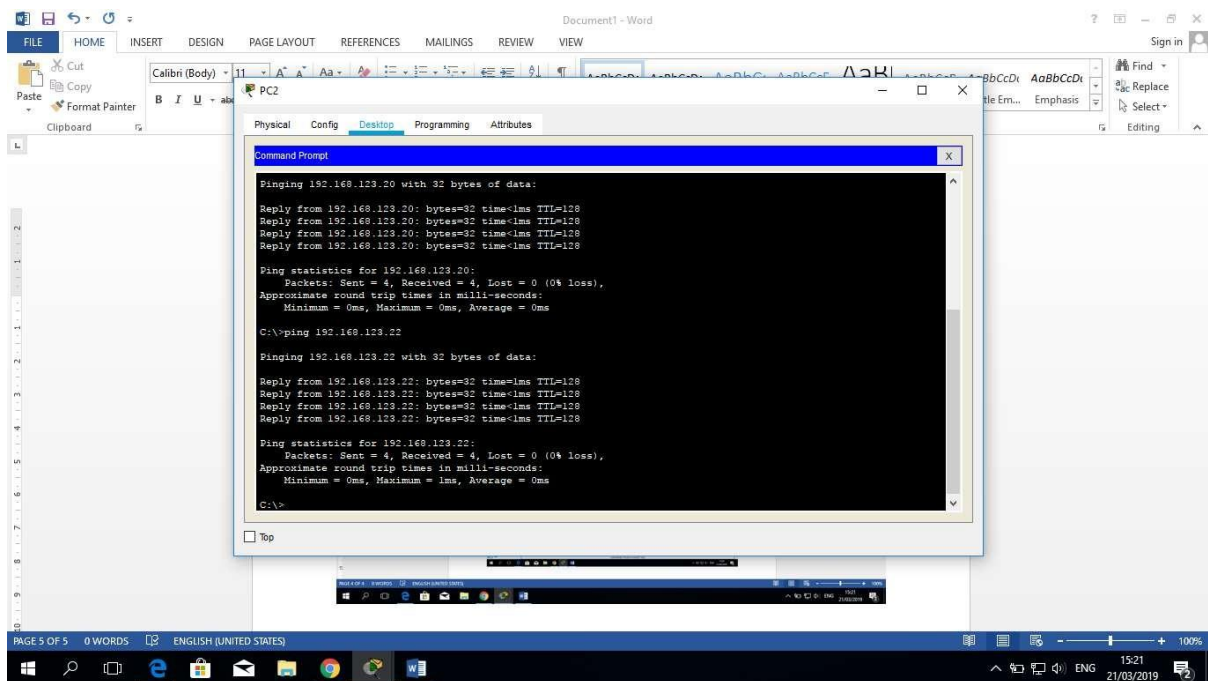 Document1 - Word
FILE HOME INSERT DESIGN PAGE LAYOUT REFERENCES MAILINGS REVIEW VIEW Sign in
Cut
Copy
Paste
Format Painter
Clipboard
Calibri (Body) 11
B I U
Find
Replace
Select
Editing
AaBbCcDc
Emphasis
PC2
Physical Config Desktop Programming Attributes
Command Prompt X
Pinging 192.168.123.20 with 32 bytes of data:
Reply from 192.168.123.20: bytes=32 time<1ms TTL=128
Reply from 192.168.123.20: bytes=32 time<1ms TTL=128
Reply from 192.168.123.20: bytes=32 time<1ms TTL=128
Reply from 192.168.123.20: bytes=32 time<1ms TTL=128
Ping statistics for 192.168.123.20:
Packets: Sent = 4, Received = 4, Lost = 0 (0% loss),
Approximate round trip times in milli-seconds:
Minimum = 0ms, Maximum = 0ms, Average = 0ms
C:\>ping 192.168.123.22
Pinging 192.168.123.22 with 32 bytes of data:
Reply from 192.168.123.22: bytes=32 time=1ms TTL=128
Reply from 192.168.123.22: bytes=32 time<1ms TTL=128
Reply from 192.168.123.22: bytes=32 time<1ms TTL=128
Reply from 192.168.123.22: bytes=32 time<1ms TTL=128
Ping statistics for 192.168.123.22:
Packets: Sent = 4, Received = 4, Lost = 0 (0% loss),
Approximate round trip times in milli-seconds:
Minimum = 0ms, Maximum = 1ms, Average = 0ms
C:\>
Top
PAGE 5 OF 5 0 WORDS ENGLISH (UNITED STATES) 100%
ENG 15:21
21/03/2019